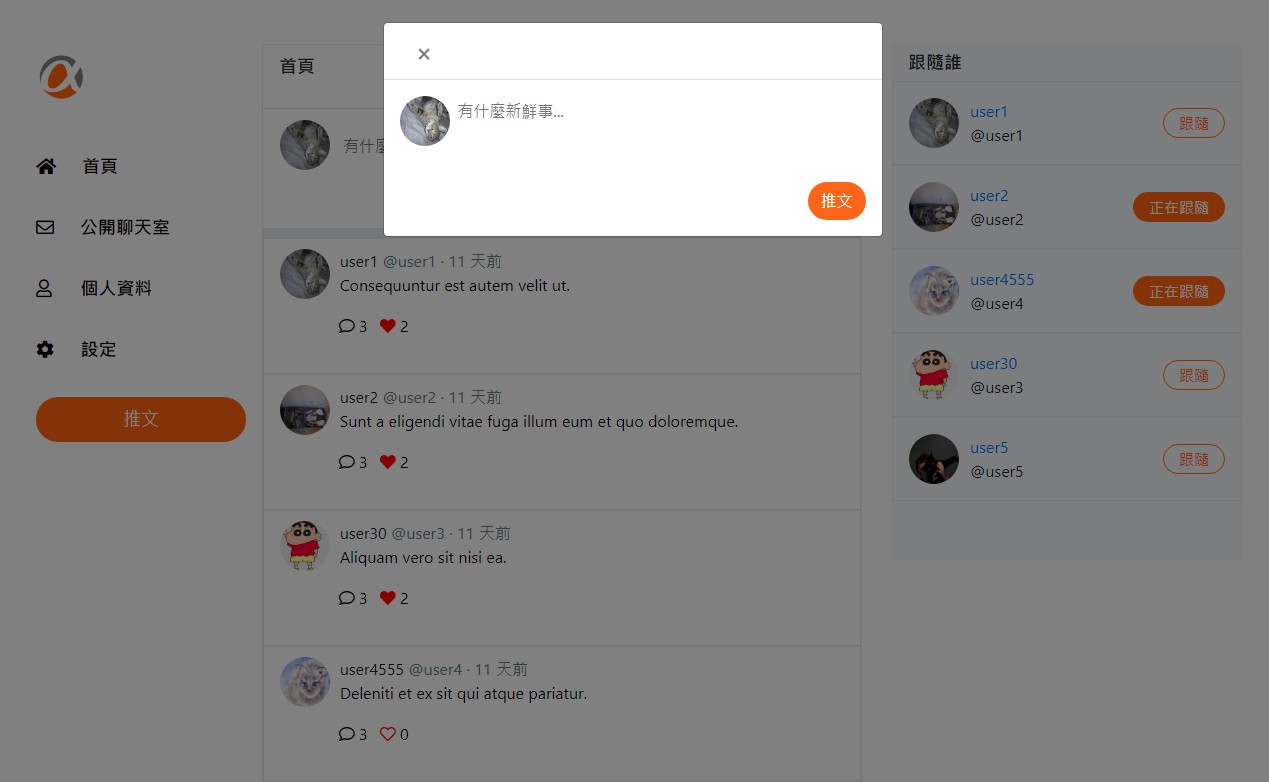 ×
有什麼新鮮事...
推文
首頁
公開聊天室
個人資料
設定
推文
首頁
有什麼
user1 @user1 · 11 天前
Consequuntur est autem velit ut.
3 2
user2 @user2 · 11 天前
Sunt a eligendi vitae fuga illum eum et quo doloremque.
3 2
user30 @user3 · 11 天前
Aliquam vero sit nisi ea.
3 2
user4555 @user4 · 11 天前
Deleniti et ex sit qui atque pariatur.
3 0
跟隨誰
user1
@user1
跟隨
user2
@user2
正在跟隨
user4555
@user4
正在跟隨
user30
@user3
跟隨
user5
@user5
跟隨